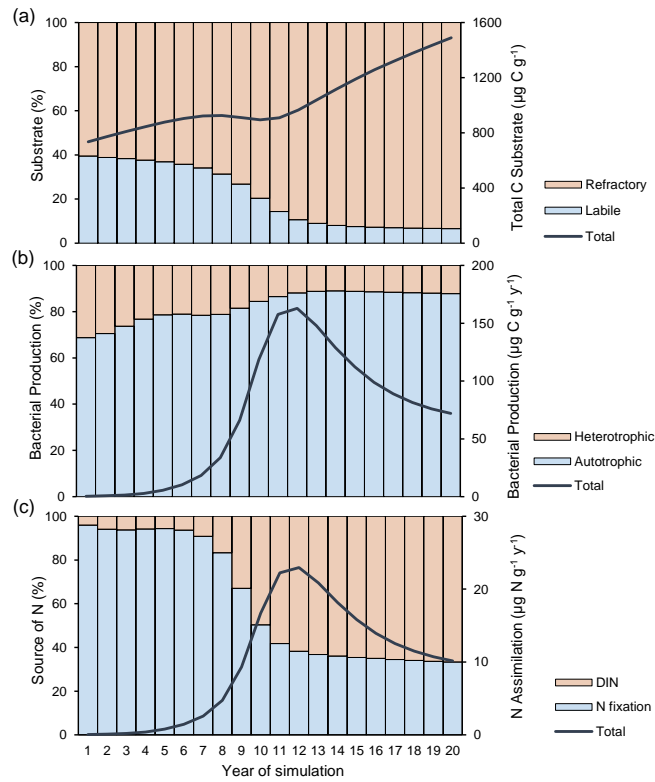 (a)
100
80
60
40
20
0
Substrate (%)
1600
1200
800
400
0
Total C Substrate (µg C g⁻¹)
Refractory
Labile
Total
(b)
100
80
60
40
20
0
Bacterial Production (%)
200
150
100
50
0
Bacterial Production (µg C g⁻¹ y⁻¹)
Heterotrophic
Autotrophic
Total
(c)
100
80
60
40
20
0
Source of N (%)
30
20
10
0
N Assimilation (µg N g⁻¹ y⁻¹)
DIN
N fixation
Total
1 2 3 4 5 6 7 8 9 10 11 12 13 14 15 16 17 18 19 20
Year of simulation